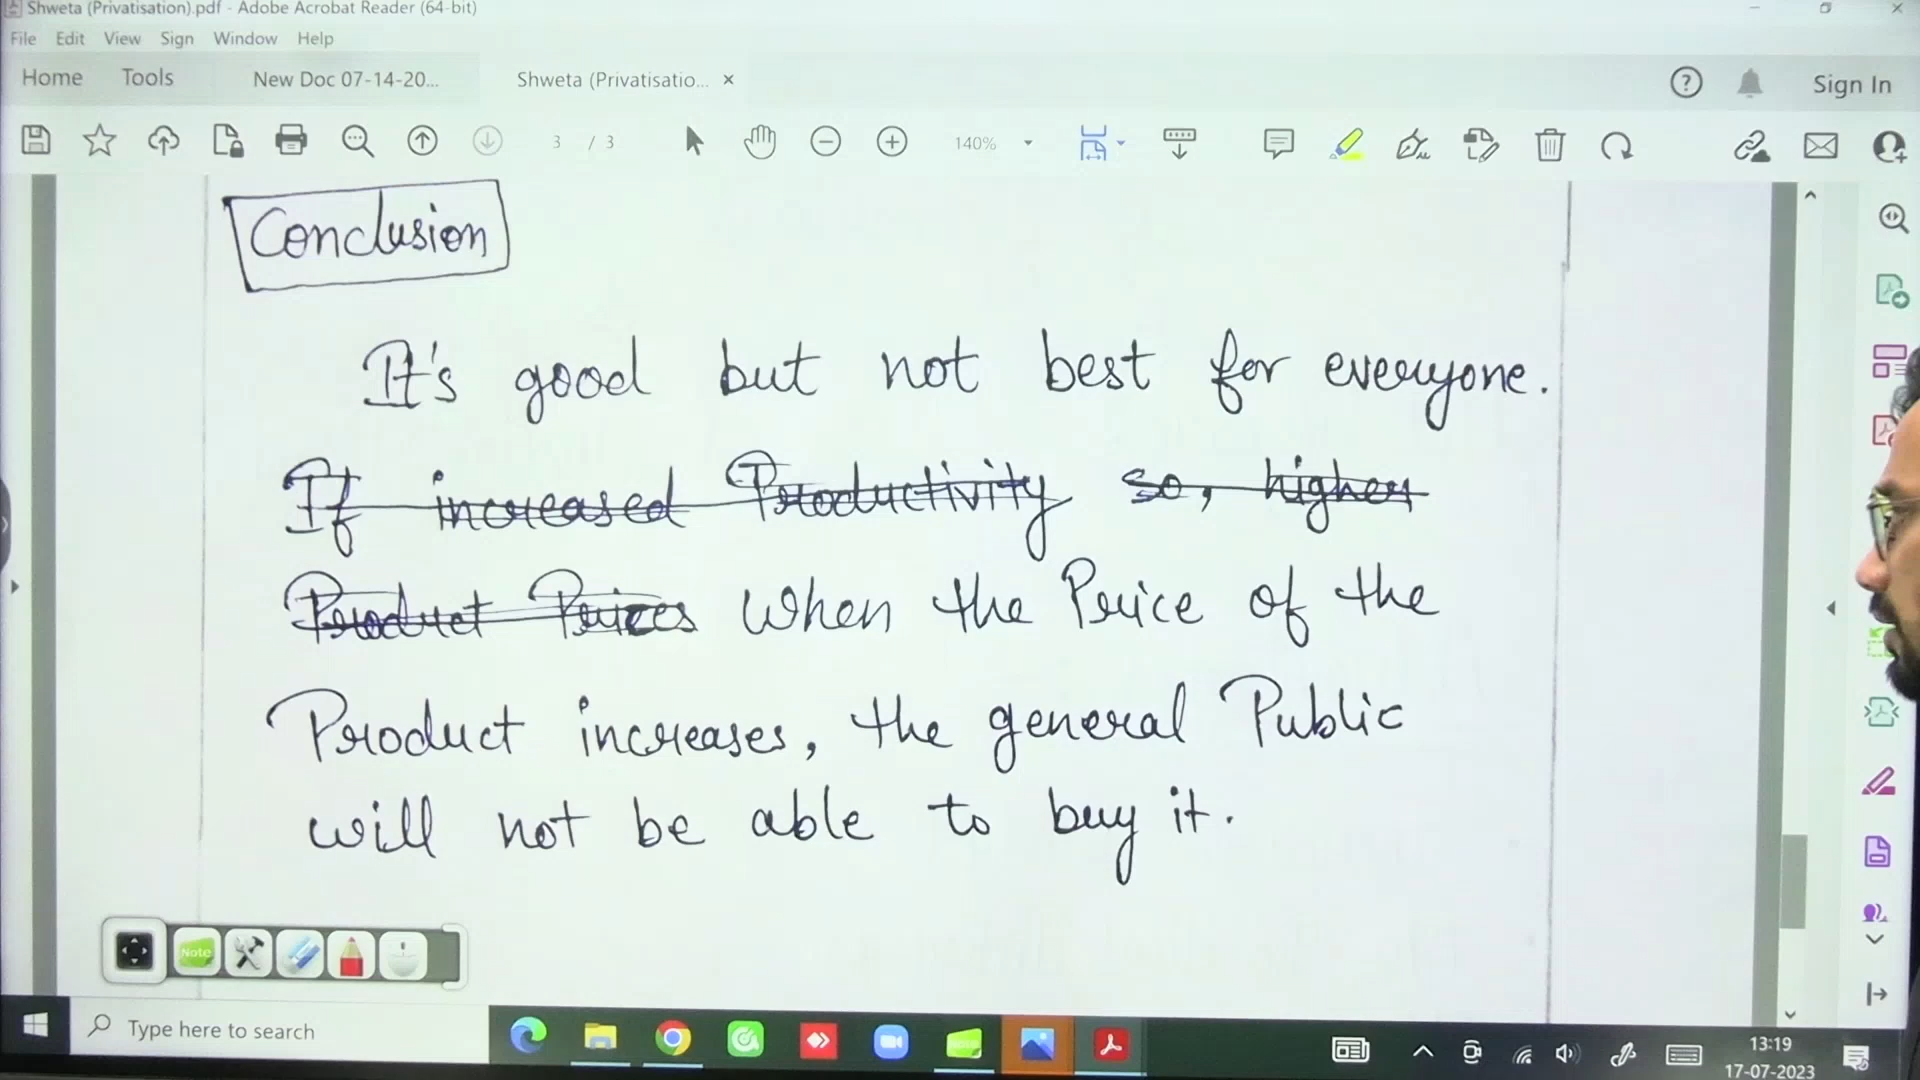 Shweta (Privatisation).pdf - Adobe Acrobat Reader (64-bit)
File Edit View Sign Window Help
Home Tools New Doc 07-14-20... Shweta (Privatisatio... × Sign In
3 / 3 140%
Conclusion
It's good but not best for everyone.
If increased Productivity so, higher
Product Prices When the Price of the
Product increases, the general Public
will not be able to buy it.
Note
Type here to search
Note
13:19
17-07-2023